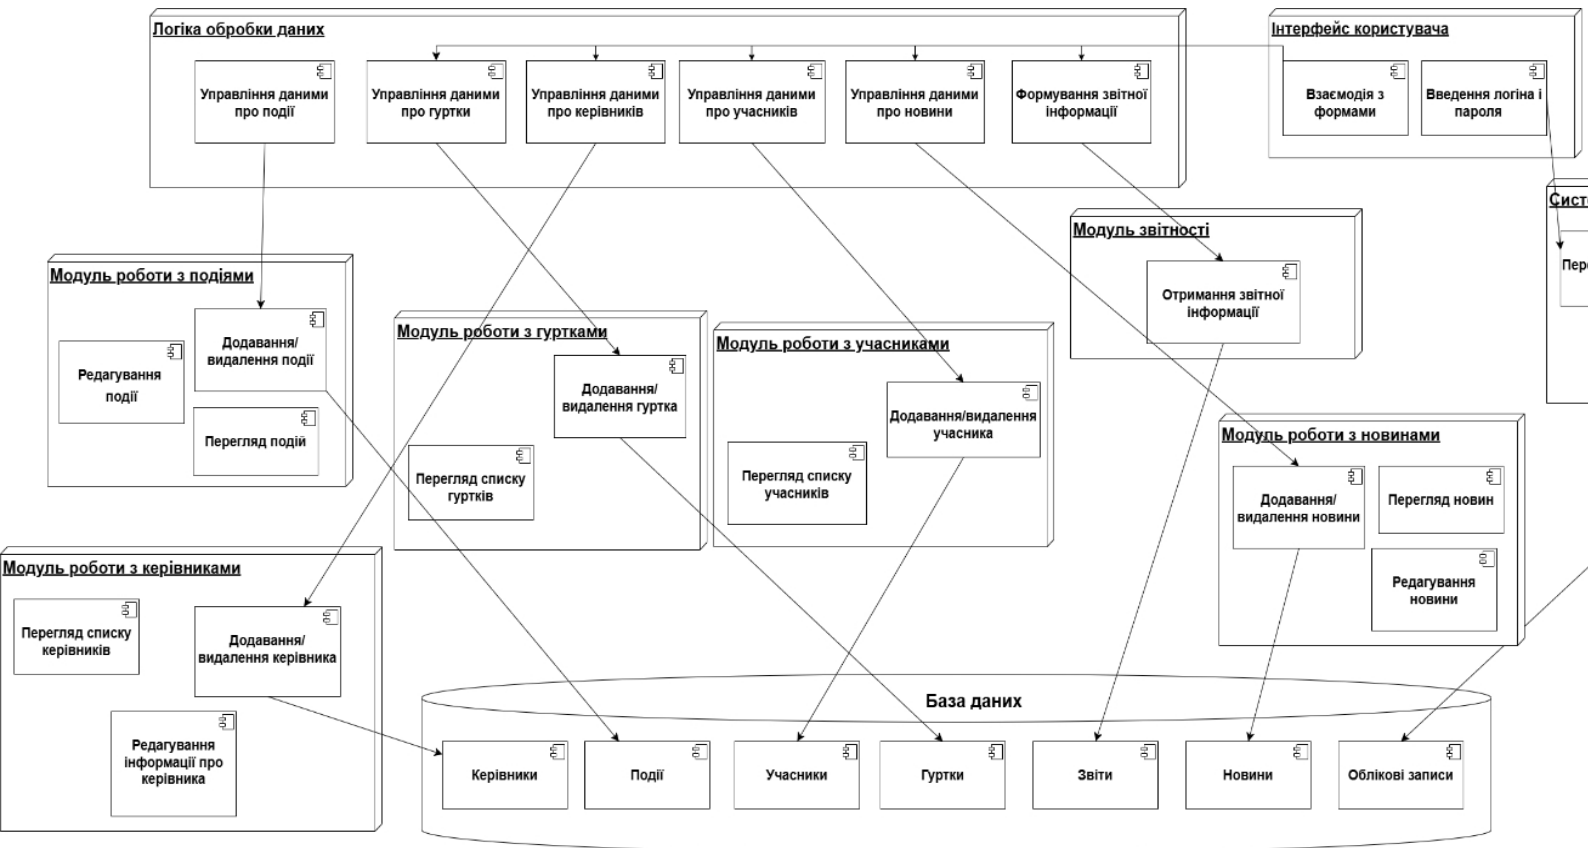 Логіка обробки даних
Управління даними
про події
Управління даними
про гуртки
Управління даними
про керівників
Управління даними
про учасників
Управління даними
про новини
Формування звітної
інформації
Інтерфейс користувача
Взаємодія з
формами
Введення логіна і
пароля
Модуль роботи з подіями
Редагування
події
Додавання/
видалення події
Перегляд подій
Модуль роботи з гуртками
Додавання/
видалення гуртка
Перегляд списку
гуртків
Модуль роботи з учасниками
Додавання/видалення
учасника
Перегляд списку
учасників
Модуль звітності
Отримання звітної
інформації
Модуль роботи з новинами
Додавання/
видалення новини
Перегляд новин
Редагування
новини
Модуль роботи з керівниками
Перегляд списку
керівників
Додавання/
видалення керівника
Редагування
інформації про
керівника
База даних
Керівники
Події
Учасники
Гуртки
Звіти
Новини
Облікові записи